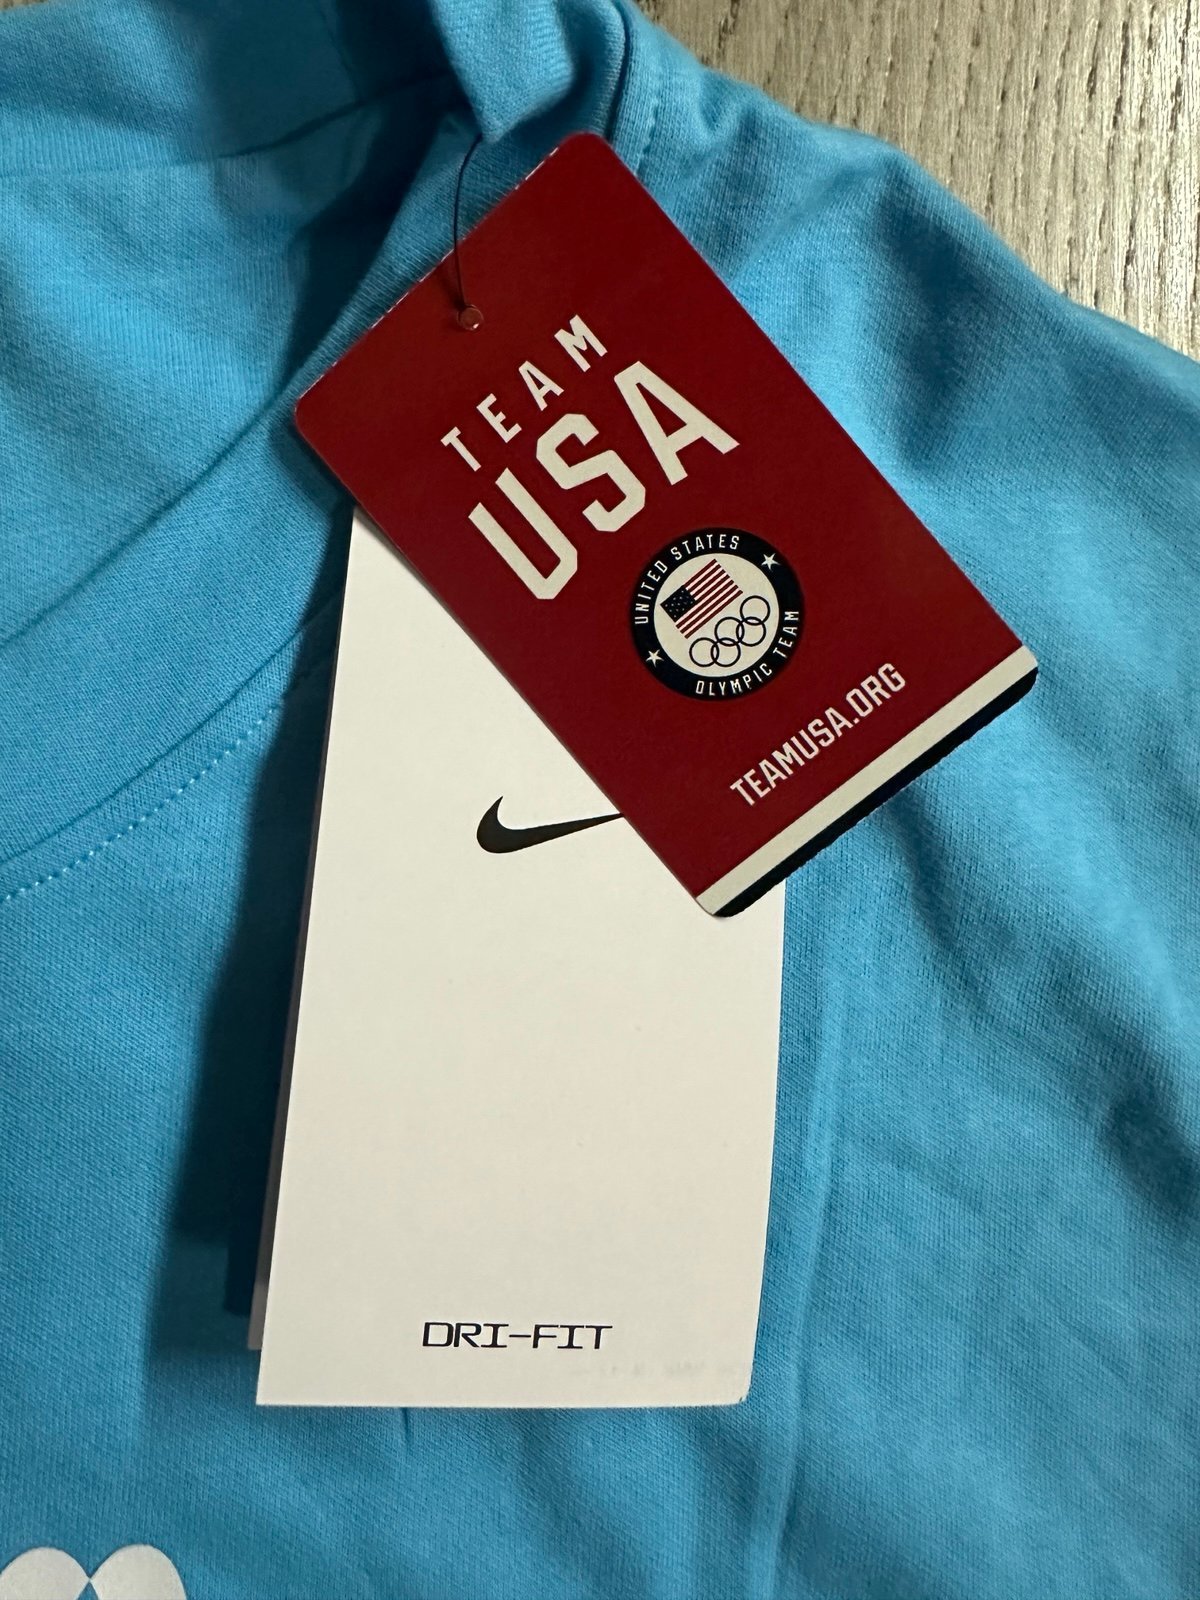 TEAM
USA
UNITED STATES
OLYMPIC TEAM
TEAMUSA.ORG
DRI-FIT